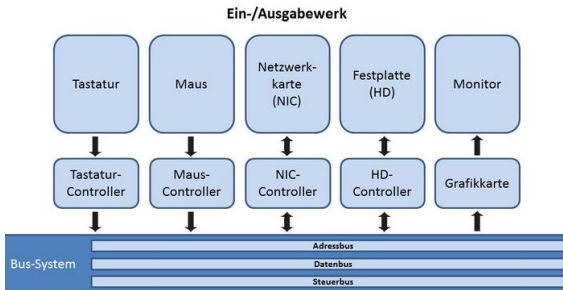 Ein-/Ausgabewerk
Tastatur
Maus
Netzwerk-
karte
(NIC)
Festplatte
(HD)
Monitor
Tastatur-
Controller
Maus-
Controller
NIC-
Controller
HD-
Controller
Grafikkarte
Bus-System
Adressbus
Datenbus
Steuerbus